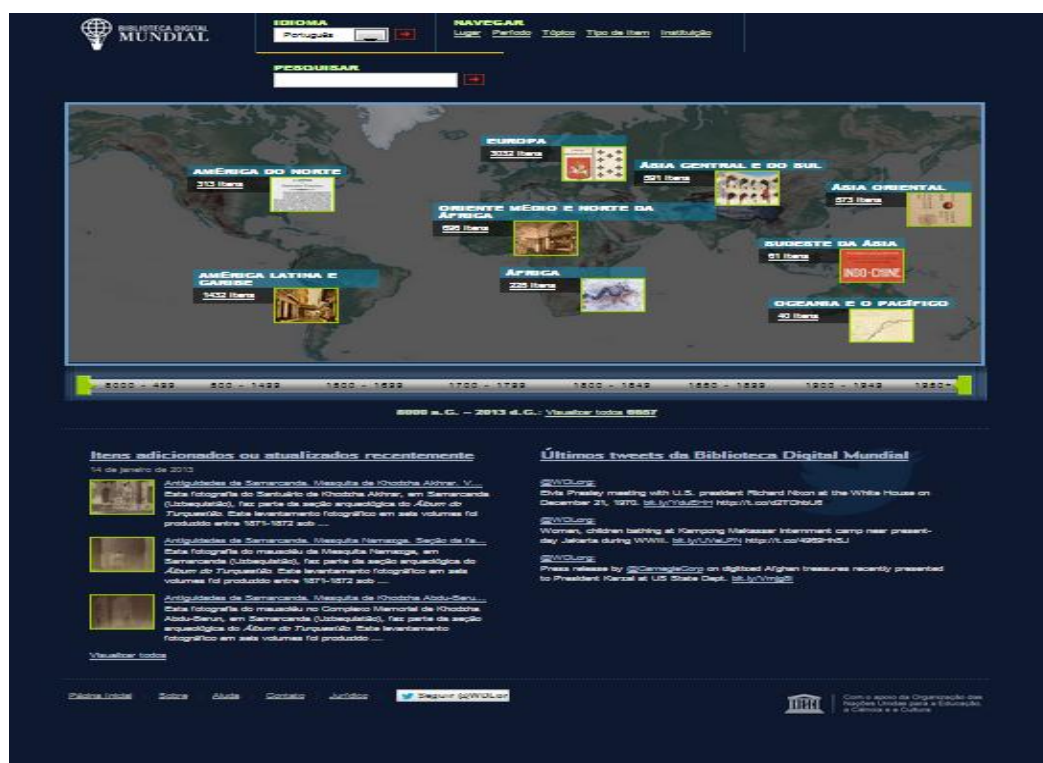 BIBLIOTECA DIGITAL
MUNDIAL
IDIOMA
Português
NAVEGAR
Lugar Período Tópico Tipo de Item Instituição
PESQUISAR
EUROPA
3032 Itens
AMÉRICA DO NORTE
313 Itens
ÁSIA CENTRAL E DO SUL
591 Itens
ÁSIA ORIENTAL
873 Itens
ORIENTE MÉDIO E NORTE DA
ÁFRICA
Itens
SUDESTE DA ÁSIA
61 Itens
INDO-CHINE
AMÉRICA LATINA E
CARIBE
1432 Itens
ÁFRICA
225 Itens
OCEANIA E O PACÍFICO
40 Itens
8000 - 499 500 - 1499 1500 - 1699 1700 - 1799 1800 - 1849 1850 - 1899 1900 - 1949 1950+
8000 a.C. – 2013 d.C.: Visualizar todos
Itens adicionados ou atualizados recentemente
14 de janeiro de 2013
Antiguidades de Samarcanda. Mesquita de Khodzha Akhrar. V....
Esta fotografia do Santuário de Khodzha Akhrar, em Samarcanda
(Uzbequistão), faz parte da seção arqueológica do Álbum do
Turquestão. Este levantamento fotográfico em seis volumes foi
produzido entre 1871-1872 sob ....
Antiguidades de Samarcanda. Mesquita Namazga. Seção da fa...
Esta fotografia do mausoléu da Mesquita Namazga, em
Samarcanda (Uzbequistão), faz parte da seção arqueológica do
Álbum do Turquestão. Este levantamento fotográfico em seis
volumes foi produzido entre 1871-1872 sob ....
Antiguidades de Samarcanda. Mesquita de Khodzha Abdu-Beru....
Esta fotografia do mausoléu no Complexo Memorial de Khodzha
Abdu-Berun, em Samarcanda (Uzbequistão), faz parte da seção
arqueológica do Álbum do Turquestão. Este levantamento
fotográfico em seis volumes foi produzido ....
Visualizar todos
Últimos tweets da Biblioteca Digital Mundial
@WDLorg:
Elvis Presley meeting with U.S. president Richard Nixon at the White House on
December 21, 1970.
@WDLorg:
Women, children bathing at Kampong Makassar internment camp near present-
day Jakarta during WWII.
@WDLorg:
Press release by @CarnegieCorp on digitized Afghan treasures recently presented
to President Karzai at US State Dept.
Página Inicial Sobre Ajuda Contato Jurídico Seguir @WDLor
Com o apoio da Organização das
Nações Unidas para a Educação,
a Ciência e a Cultura